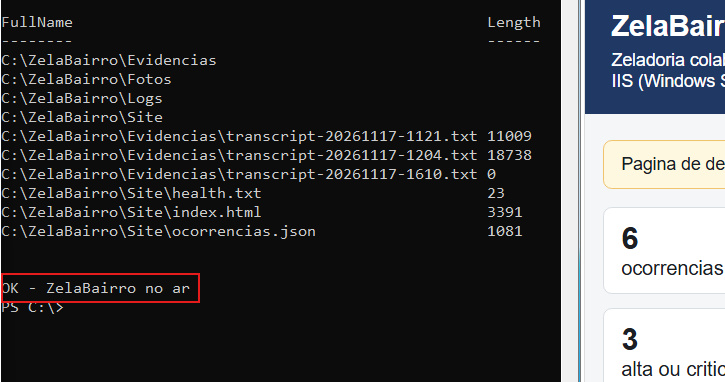 FullName Length
-------- ------
C:\ZelaBairro\Evidencias
C:\ZelaBairro\Fotos
C:\ZelaBairro\Logs
C:\ZelaBairro\Site
C:\ZelaBairro\Evidencias\transcript-20261117-1121.txt 11009
C:\ZelaBairro\Evidencias\transcript-20261117-1204.txt 18738
C:\ZelaBairro\Evidencias\transcript-20261117-1610.txt 0
C:\ZelaBairro\Site\health.txt 23
C:\ZelaBairro\Site\index.html 3391
C:\ZelaBairro\Site\ocorrencias.json 1081
OK - ZelaBairro no ar
PS C:\>
ZelaBair
Zeladoria colal
IIS (Windows S
Pagina de de
6
ocorrencias
3
alta ou critic